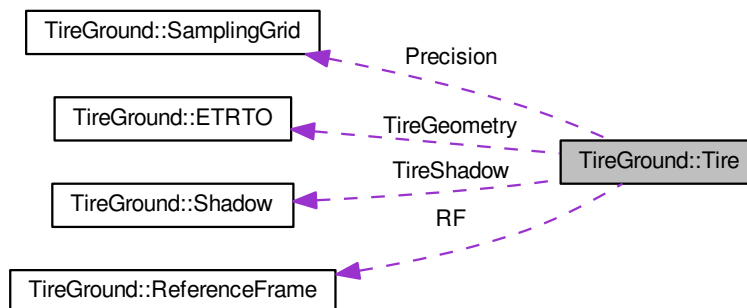 TireGround::SamplingGrid
Precision
TireGround::ETRTO
TireGeometry
TireGround::Tire
TireShadow
TireGround::Shadow
RF
TireGround::ReferenceFrame